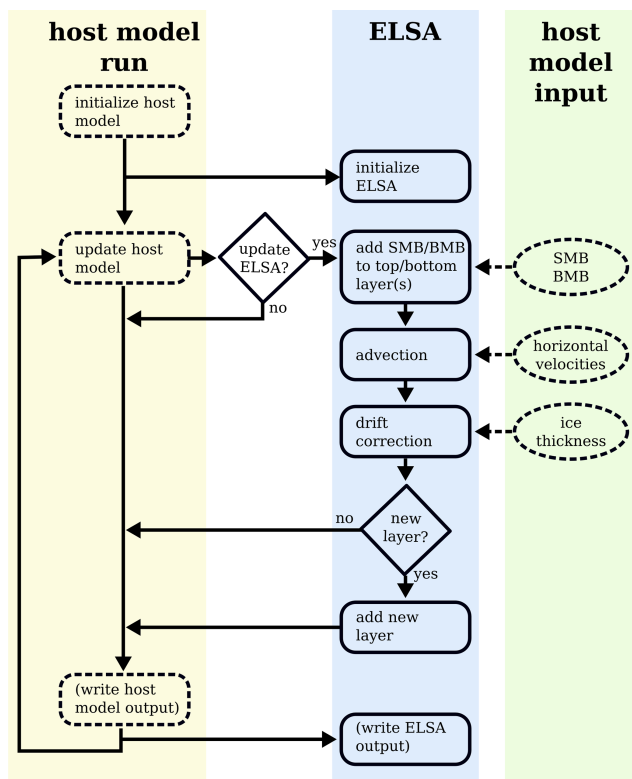 host model
run
ELSA
host
model
input
initialize host
model
initialize
ELSA
update host
model
update
ELSA?
yes
no
add SMB/BMB
to top/bottom
layer(s)
SMB
BMB
advection
horizontal
velocities
drift
correction
ice
thickness
new
layer?
no
yes
add new
layer
(write host
model output)
(write ELSA
output)